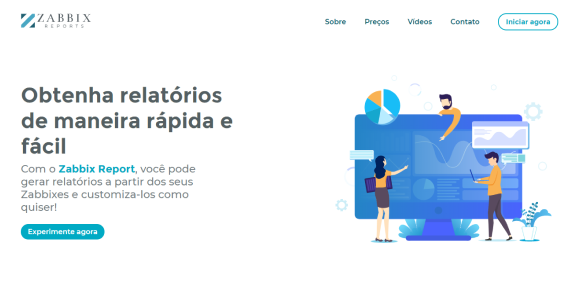 ZABBIX
REPORTS
Sobre
Preços
Vídeos
Contato
Iniciar agora
Obtenha relatórios
de maneira rápida e
fácil
Com o Zabbix Report, você pode
gerar relatórios a partir dos seus
Zabbixes e customiza-los como
quiser!
Experimente agora